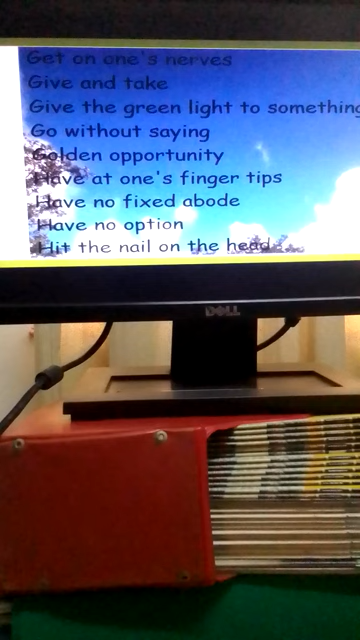 Get on one's nerves
Give and take
Give the green light to something
Go without saying
Golden opportunity
Have at one's finger tips
Have no fixed abode
Have no option
Hit the nail on the head
DELL